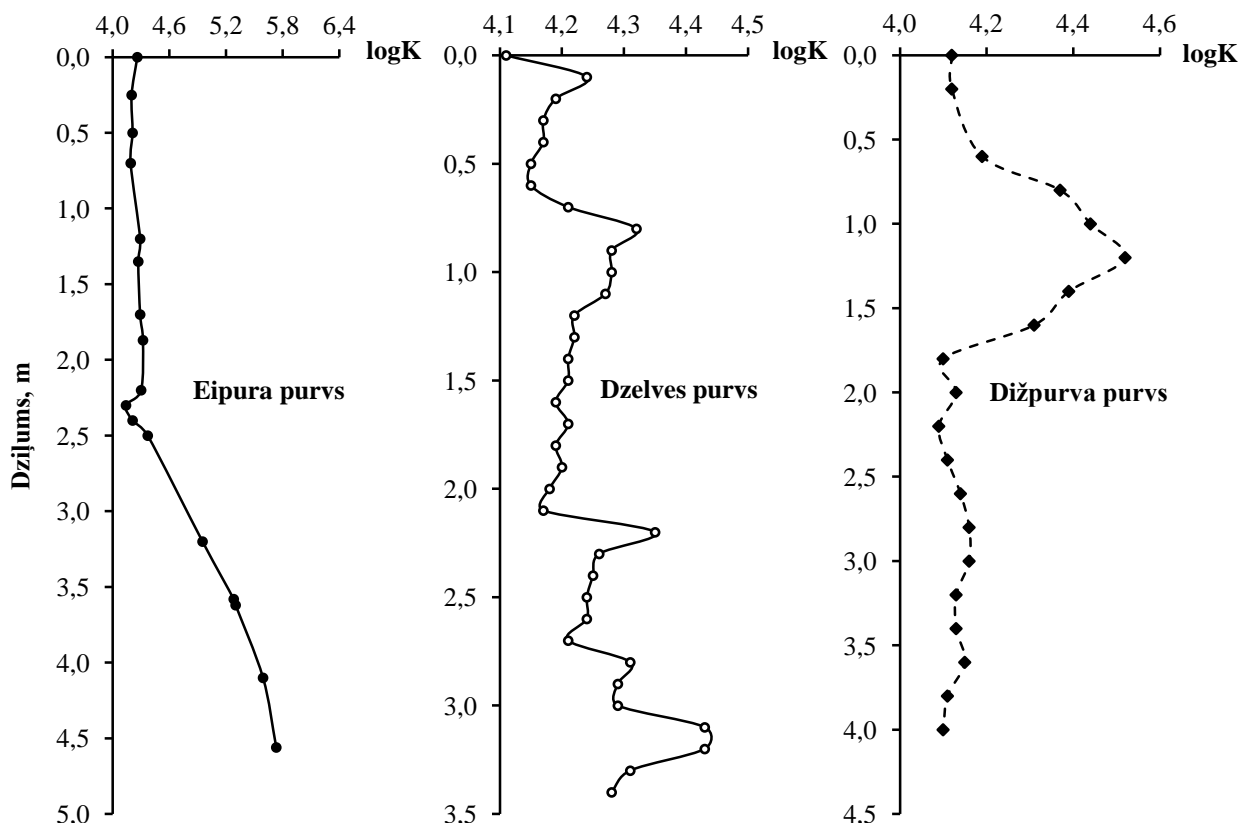 4,0 4,6 5,2 5,8 6,4
logK
0,0
0,5
1,0
1,5
2,0
2,5
3,0
3,5
4,0
4,5
5,0
Dziļums, m
Eipura purvs
4,1 4,2 4,3 4,4 4,5
logK
0,0
0,5
1,0
1,5
2,0
2,5
3,0
3,5
Dzelves purvs
4,0 4,2 4,4 4,6
logK
0,0
0,5
1,0
1,5
2,0
2,5
3,0
3,5
4,0
4,5
Dižpurva purvs